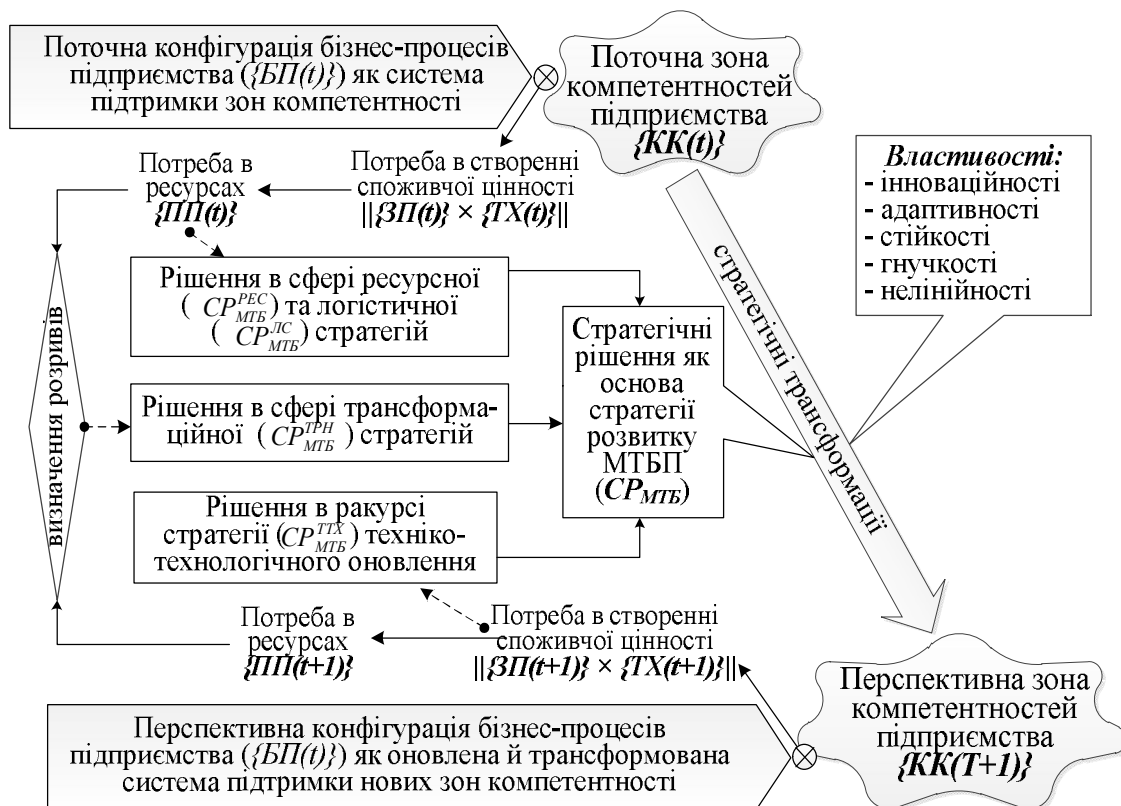 Поточна конфігурація бізнес-процесів
підприємства ({БП(t)}) як система
підтримки зон компетентності
Поточна зона
компетентностей
підприємства
{КК(t)}
Властивості:
- інноваційності
- адаптивності
- стійкості
- гнучкості
- нелінійності
Потреба в
ресурсах
{ПП(t)}
Потреба в створенні
споживчої цінності
||{ЗП(t)} × {ТХ(t)}||
визначення розривів
Рішення в сфері ресурсної
( СР^РЕС_МТБ ) та логістичної
( СР^ЛС_МТБ ) стратегій
Рішення в сфері трансформа-
ційної ( СР^ТРН_МТБ ) стратегій
Рішення в ракурсі
стратегії (СР^ТТХ_МТБ) техніко-
технологічного оновлення
Стратегічні
рішення як
основа
стратегії
розвитку
МТБП
(СР_МТБ)
стратегічні трансформації
Потреба в
ресурсах
{ПП(t+1)}
Потреба в створенні
споживчої цінності
||{ЗП(t+1)} × {ТХ(t+1)}||
Перспективна конфігурація бізнес-процесів
підприємства ({БП(t)}) як оновлена й трансформована
система підтримки нових зон компетентності
Перспективна зона
компетентностей
підприємства
{КК(Т+1)}